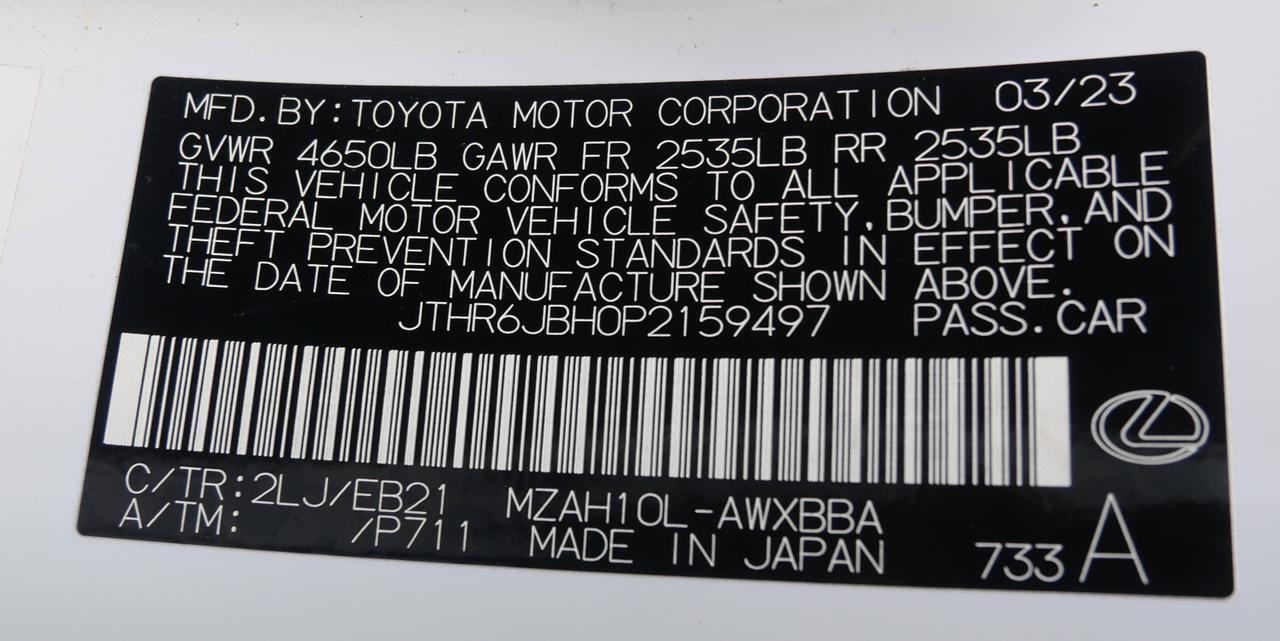 MFD.BY:TOYOTA MOTOR CORPORATION 03/23
GVWR 4650LB GAWR FR 2535LB RR 2535LB
THIS VEHICLE CONFORMS TO ALL APPLICABLE
FEDERAL MOTOR VEHICLE SAFETY,BUMPER,AND
THEFT PREVENTION STANDARDS IN EFFECT ON
THE DATE OF MANUFACTURE SHOWN ABOVE.
JTHR6JBH0P2159497 PASS.CAR
C/TR:2LJ/EB21 MZAH10L-AWXBBA
A/TM: /P711 MADE IN JAPAN 733 A